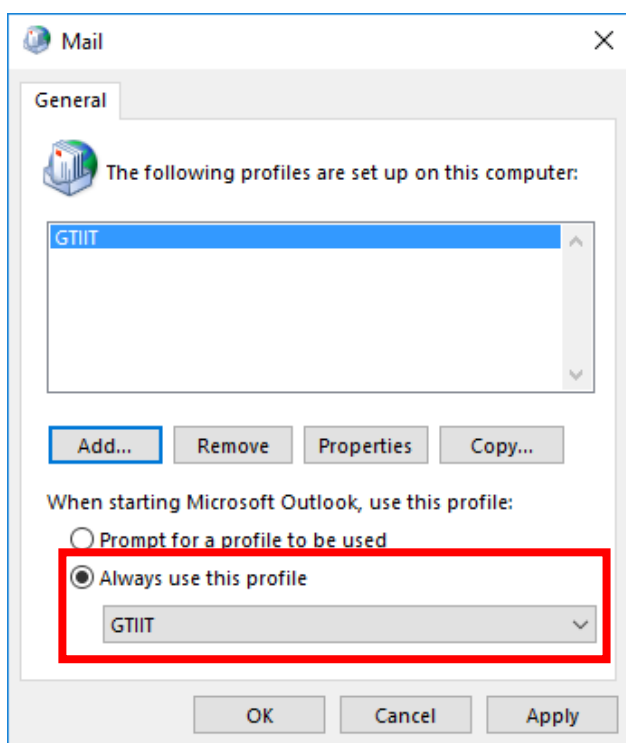 Mail
General
The following profiles are set up on this computer:
GTIIT
Add... Remove Properties Copy...
When starting Microsoft Outlook, use this profile:
Prompt for a profile to be used
Always use this profile
GTIIT
OK Cancel Apply